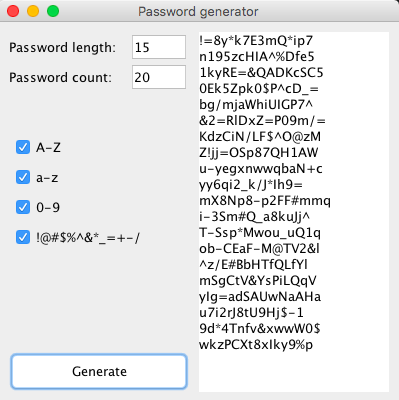 Password generator
Password length: 15
Password count: 20
A-Z
a-z
0-9
!@#$%^&*_=+-/
Generate
!=8y*k7E3mQ*ip7
n195zcHIA^%Dfe5
1kyRE=&QADKcSC5
0Ek5Zpk0$P^cD_=
bg/mjaWhiUIGP7^
&2=RlDxZ=P09m/=
KdzCiN/LF$^O@zM
Z!jj=OSp87QH1AW
u-yegxnwwqbaN+c
yy6qi2_k/J*Ih9=
mX8Np8-p2FF#mmq
i-3Sm#Q_a8kuJj^
T-Ssp*Mwou_uQ1q
ob-CEaF-M@TV2&l
^z/E#BbHTfQLfYl
mSgCtV&YsPiLQqV
yIg=adSAUwNaAHa
u7i2rJ8tU9Hj$-1
9d*4Tnfv&xwwW0$
wkzPCXt8xIky9%p